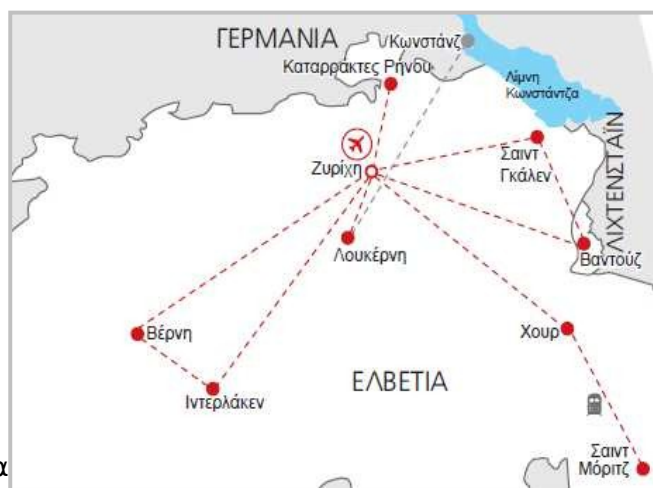 ΓΕΡΜΑΝΙΑ
Κωνστάνζ
Καταρράκτες Ρήνου
Λίμνη
Κωνστάντζα
Ζυρίχη
Σαιντ
Γκάλεν
ΛΙΧΤΕΝΣΤΑΪΝ
Λουκέρνη
Βαντούζ
Βέρνη
Χουρ
Ιντερλάκεν
ΕΛΒΕΤΙΑ
Σαιντ
Μόριτζ
α